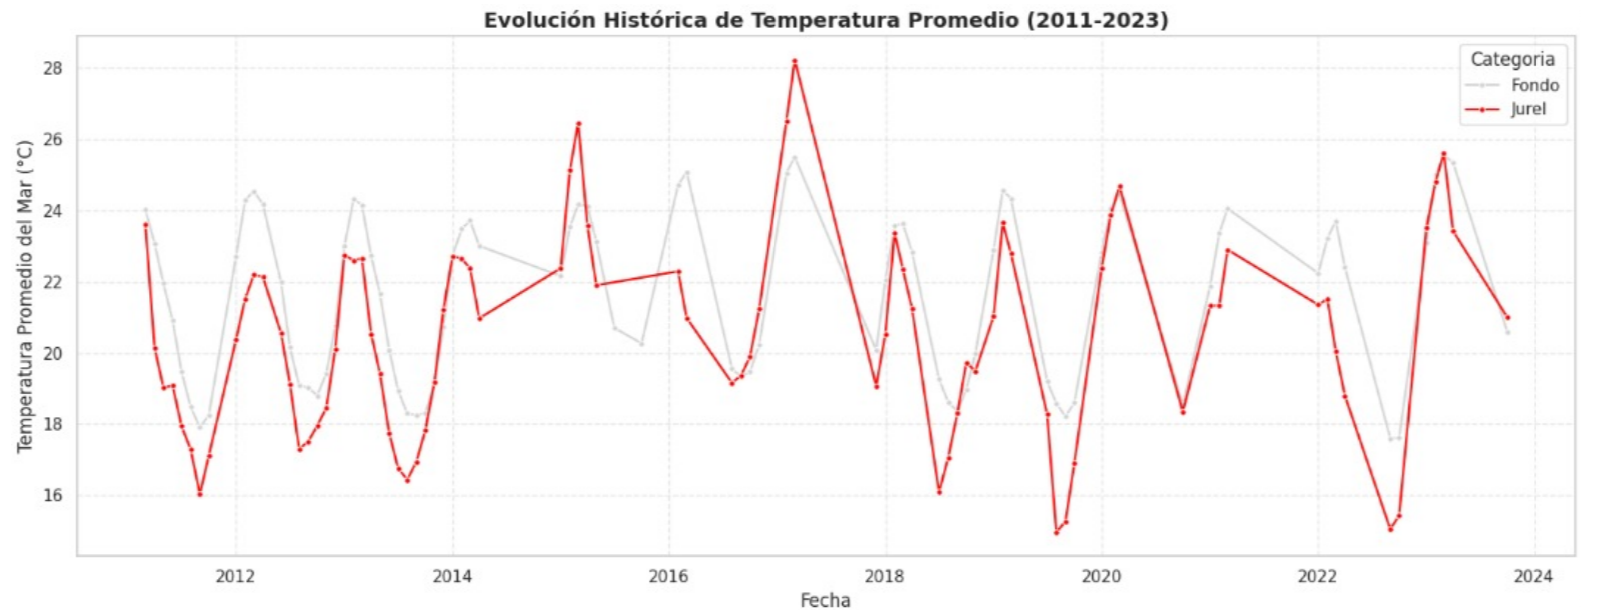 Evolución Histórica de Temperatura Promedio (2011-2023)
Categoria
Fondo
Jurel
Temperatura Promedio del Mar (°C)
28
26
24
22
20
18
16
2012 2014 2016 2018 2020 2022 2024
Fecha